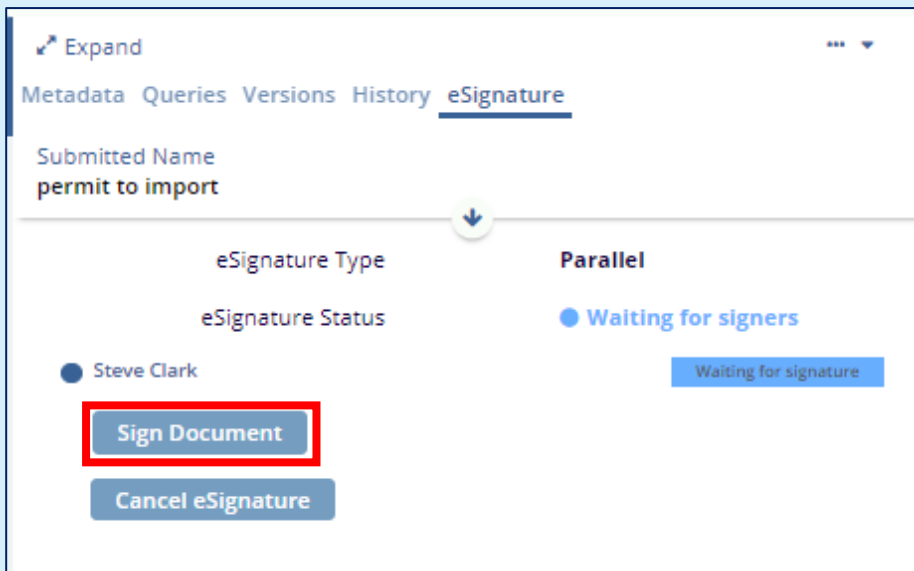 Expand
Metadata Queries Versions History eSignature
Submitted Name
permit to import
eSignature Type Parallel
eSignature Status Waiting for signers
Steve Clark Waiting for signature
Sign Document
Cancel eSignature